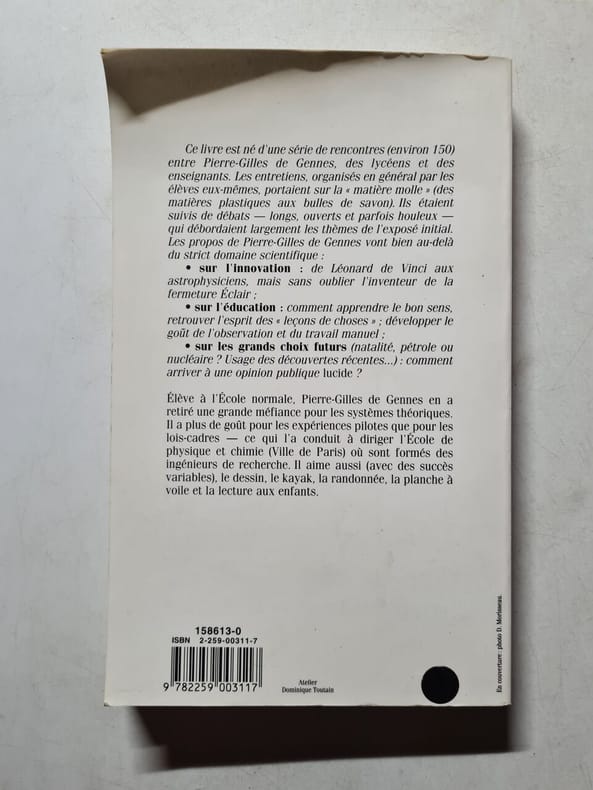 Ce livre est né d'une série de rencontres (environ 150)
entre Pierre-Gilles de Gennes, des lycéens et des
enseignants. Les entretiens, organisés en général par les
élèves eux-mêmes, portaient sur la « matière molle » (des
matières plastiques aux bulles de savon). Ils étaient
suivis de débats — longs, ouverts et parfois houleux —
qui débordaient largement les thèmes de l'exposé initial.
Les propos de Pierre-Gilles de Gennes vont bien au-delà
du strict domaine scientifique :
• sur l'innovation : de Léonard de Vinci aux
astrophysiciens, mais sans oublier l'inventeur de la
fermeture Éclair ;
• sur l'éducation : comment apprendre le bon sens,
retrouver l'esprit des « leçons de choses » ; développer le
goût de l'observation et du travail manuel ;
• sur les grands choix futurs (natalité, pétrole ou
nucléaire ? Usage des découvertes récentes...) : comment
arriver à une opinion publique lucide ?
Élève à l'École normale, Pierre-Gilles de Gennes en a
retiré une grande méfiance pour les systèmes théoriques.
Il a plus de goût pour les expériences pilotes que pour les
lois-cadres — ce qui l'a conduit à diriger l'École de
physique et chimie (Ville de Paris) où sont formés des
ingénieurs de recherche. Il aime aussi (avec des succès
variables), le dessin, le kayak, la randonnée, la planche à
voile et la lecture aux enfants.
158613-0
ISBN 2-259-00311-7
9 782259 003117
Atelier
Dominique Toutain
En couverture : photo D. Morisseau.